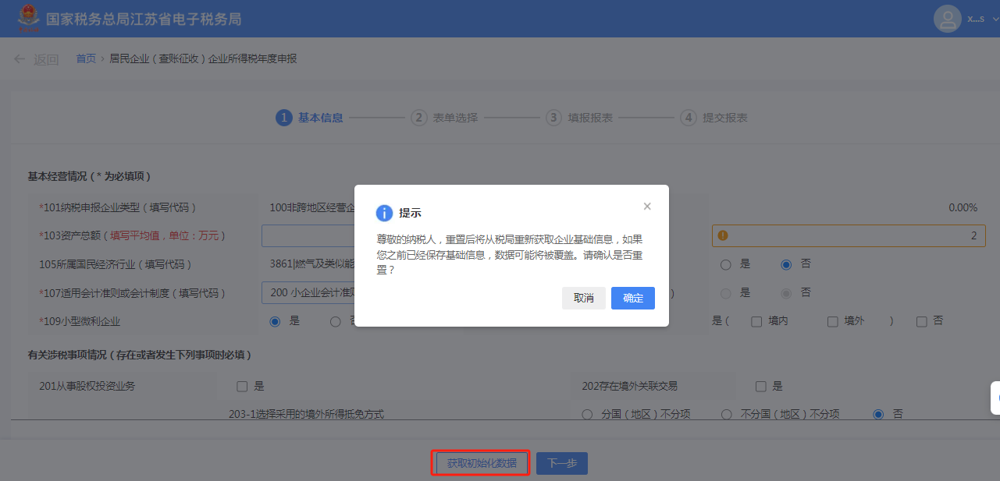 国家税务总局江苏省电子税务局
x...s
返回 首页 › 居民企业（查账征收）企业所得税年度申报
1 基本信息 2 表单选择 3 填报报表 4 提交报表
基本经营情况（* 为必填项）
*101纳税申报企业类型（填写代码） 100非跨地区经营企 0.00%
*103资产总额（填写平均值，单位：万元） 2
105所属国民经济行业（填写代码） 3861|燃气及类似能 是 否
*107适用会计准则或会计制度（填写代码） 200 小企业会计准则 ） 是 否
*109小型微利企业 是 是（ 境内 境外 ） 否
提示
尊敬的纳税人，重置后将从税局重新获取企业基础信息，如果
您之前已经保存基础信息，数据可能将被覆盖。请确认是否重
置？
取消 确定
有关涉税事项情况（存在或者发生下列事项时必填）
201从事股权投资业务 是 202存在境外关联交易 是
203-1选择采用的境外所得抵免方式 分国（地区）不分项 不分国（地区）不分项 否
获取初始化数据 下一步